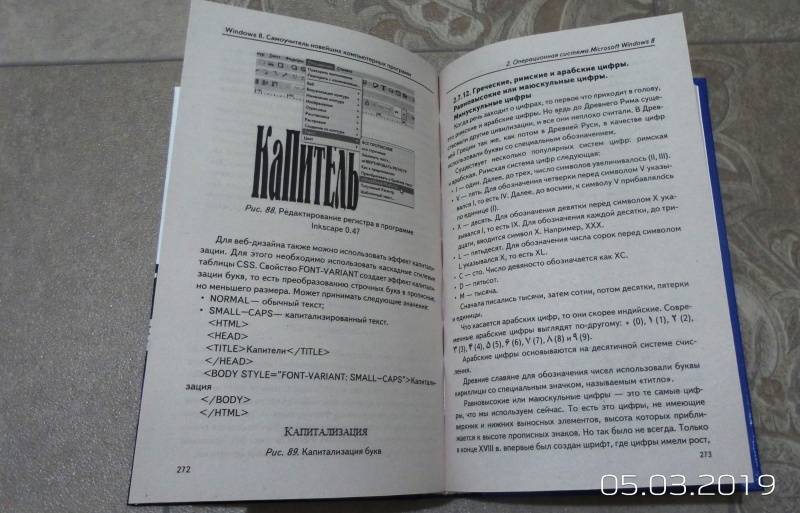 Windows 8. Самоучитель новейших компьютерных программ
КаПИТЕЛЬ
Рис. 88. Редактирование регистра в программе
Inkscape 0.47
Для веб-дизайна также можно использовать эффект капитали-
зации. Для этого необходимо использовать каскадные стилевые
таблицы CSS. Свойство FONT-VARIANT создает эффект капитали-
зации букв, то есть преобразованию строчных букв в прописные,
но меньшего размера. Может принимать следующие значения:
• NORMAL— обычный текст;
• SMALL-CAPS— капитализированный текст.
<HTML>
<HEAD>
<TITLE>Капители</TITLE>
</HEAD>
<BODY STYLE="FONT-VARIANT: SMALL-CAPS">Капитали-
зация
</BODY>
</HTML>
КАПИТАЛИЗАЦИЯ
Рис. 89. Капитализация букв
272
2. Операционная система Microsoft Windows 8
2.7.12. Греческие, римские и арабские цифры.
Равновысокие или маюскульные цифры.
Минускульные цифры
Когда речь заходит о цифрах, то первое что приходит в голову,
это римские и арабские цифры. Но ведь до Древнего Рима суще-
ствовали другие цивилизации, и все они неплохо считали. В Древ-
ней Греции так же, как потом в Древней Руси, в качестве цифр
использовали буквы со специальным обозначением.
Существует несколько популярных систем цифр: римская
и арабская. Римская система цифр следующая:
• I — один. Далее, до трех, число увеличивалось (II, III).
• V — пять. Для обозначения четверки перед символом V указы-
вался I, то есть IV. Далее, до восьми, к символу V прибавлялось
по единице (I).
• X — десять. Для обозначения девятки перед символом X ука-
зывался I, то есть IX. Для обозначения каждой десятки, до три-
дцати, вводится символ X. Например, XXX.
• L — пятьдесят. Для обозначения числа сорок перед символом
L указывался X, то есть XL.
• C — сто. Число девяносто обозначается как XC.
• D — пятьсот.
• M — тысяча.
Сначала писались тысячи, затем сотни, потом десятки, пятерки
и единицы.
Что касается арабских цифр, то они скорее индийские. Совре-
менные арабские цифры выглядят по-другому: ٠ (0), ١ (1), ٢ (2),
٣ (3), ۴ (4), ۵ (5), ۶ (6), ٧ (7), ٨ (8) и ٩ (9).
Арабские цифры основываются на десятичной системе счис-
ления.
Древние славяне для обозначения чисел использовали буквы
кириллицы со специальным значком, называемым «титло».
Равновысокие или маюскульные цифры — это те самые циф-
ры, что мы используем сейчас. То есть это цифры, не имеющие
верхних и нижних выносных элементов, высота которых прибли-
жается к высоте прописных знаков. Но так было не всегда. Только
в конце XVIII в. впервые был создан шрифт, где цифры имели рост,
273
05.03.2019